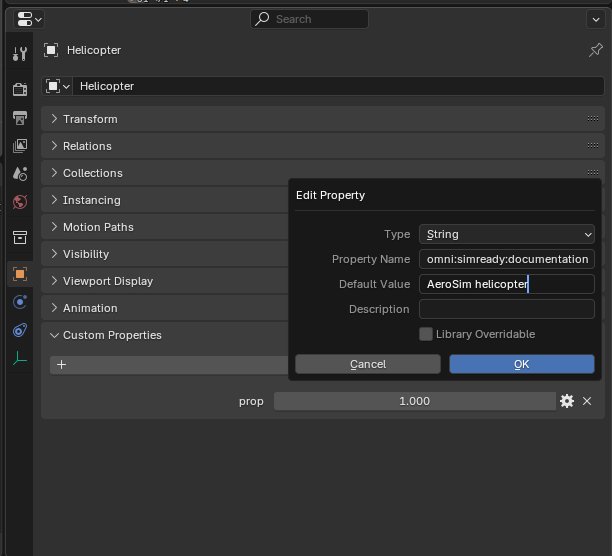 Search
Helicopter
Helicopter
Transform
Relations
Collections
Instancing
Motion Paths
Visibility
Viewport Display
Animation
Custom Properties
Edit Property
Type String
Property Name omni:simready:documentation
Default Value AeroSim helicopter
Description
Library Overridable
Cancel OK
prop 1.000